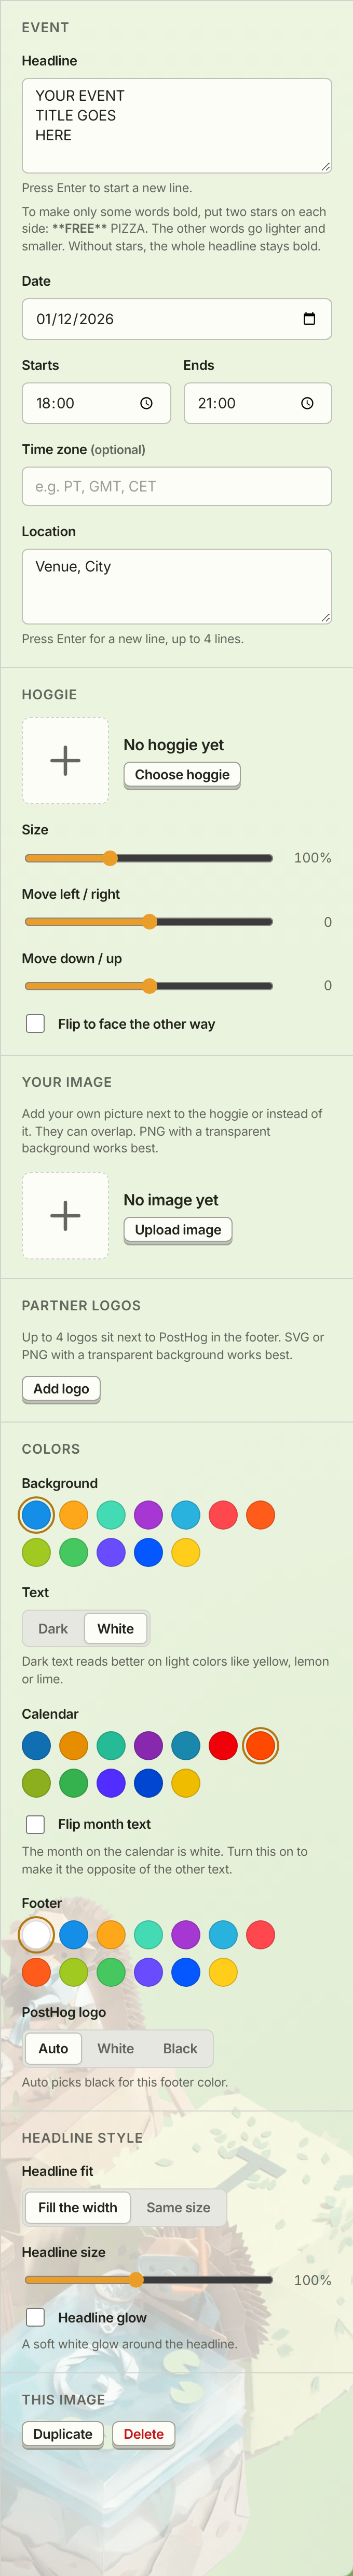 EVENT
Headline
YOUR EVENT
TITLE GOES
HERE
Press Enter to start a new line.
To make only some words bold, put two stars on each
side: **FREE** PIZZA. The other words go lighter and
smaller. Without stars, the whole headline stays bold.
Date
01/12/2026
Starts Ends
18:00 21:00
Time zone (optional)
e.g. PT, GMT, CET
Location
Venue, City
Press Enter for a new line, up to 4 lines.
HOGGIE
No hoggie yet
Choose hoggie
Size
100%
Move left / right
0
Move down / up
0
Flip to face the other way
YOUR IMAGE
Add your own picture next to the hoggie or instead of
it. They can overlap. PNG with a transparent
background works best.
No image yet
Upload image
PARTNER LOGOS
Up to 4 logos sit next to PostHog in the footer. SVG or
PNG with a transparent background works best.
Add logo
COLORS
Background
Text
Dark White
Dark text reads better on light colors like yellow, lemon
or lime.
Calendar
Flip month text
The month on the calendar is white. Turn this on to
make it the opposite of the other text.
Footer
PostHog logo
Auto White Black
Auto picks black for this footer color.
HEADLINE STYLE
Headline fit
Fill the width Same size
Headline size
100%
Headline glow
A soft white glow around the headline.
THIS IMAGE
Duplicate Delete